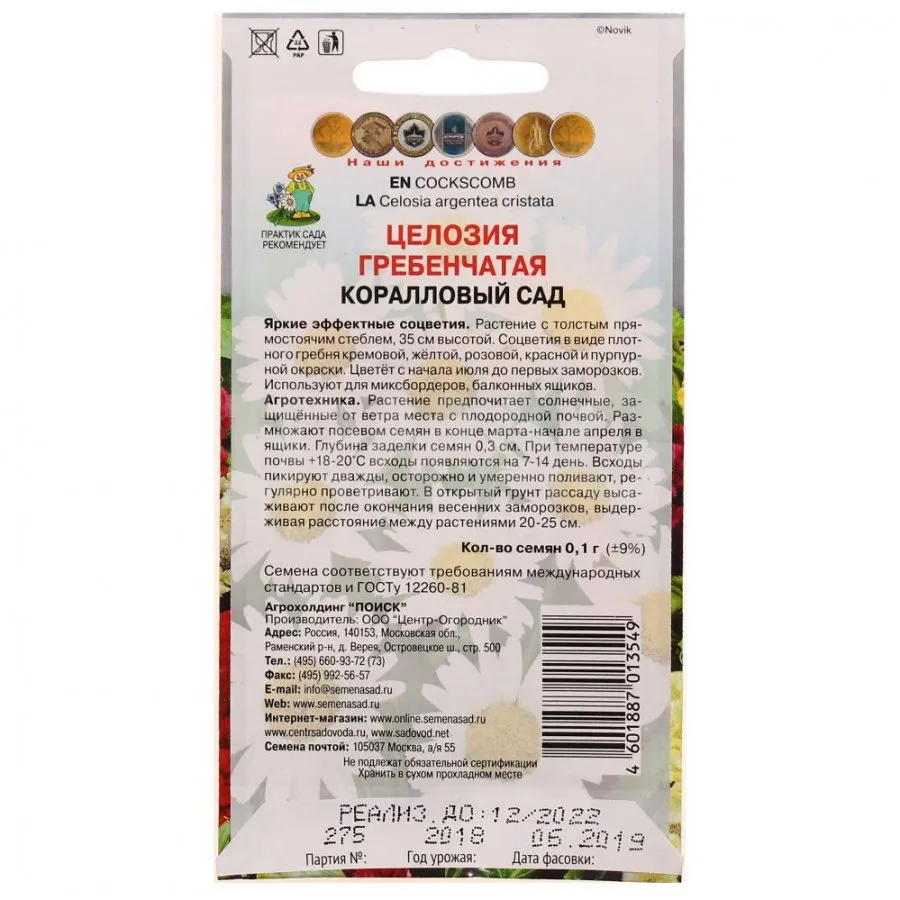 ©Novik
22
PAP
Наши достижения
EN COCKSCOMB
LA Celosia argentea cristata
ПРАКТИК САДА
РЕКОМЕНДУЕТ
ЦЕЛОЗИЯ
ГРЕБЕНЧАТАЯ
КОРАЛЛОВЫЙ САД
Яркие эффектные соцветия. Растение с толстым пря-
мостоячим стеблем, 35 см высотой. Соцветия в виде плот-
ного гребня кремовой, жёлтой, розовой, красной и пурпур-
ной окраски. Цветёт с начала июля до первых заморозков.
Используют для миксбордеров, балконных ящиков.
Агротехника. Растение предпочитает солнечные, за-
щищённые от ветра места с плодородной почвой. Раз-
множают посевом семян в конце марта-начале апреля в
ящики. Глубина заделки семян 0,3 см. При температуре
почвы +18-20°С всходы появляются на 7-14 день. Всходы
пикируют дважды, осторожно и умеренно поливают, ре-
гулярно проветривают. В открытый грунт рассаду выса-
живают после окончания весенних заморозков, выдер-
живая расстояние между растениями 20-25 см.
Кол-во семян 0,1 г (±9%)
Семена соответствуют требованиям международных
стандартов и ГОСТу 12260-81
Агрохолдинг "ПОИСК"
Производитель: ООО "Центр-Огородник"
Адрес: Россия, 140153, Московская обл.,
Раменский р-н, д. Верея, Островецкое ш., стр. 500
Тел.: (495) 660-93-72 (73)
Факс: (495) 992-56-57
E-mail: info@semenasad.ru
Web: www.semenasad.ru
Интернет-магазин: www.online.semenasad.ru
www.centrsadovoda.ru, www.sadovod.net
Семена почтой: 105037 Москва, а/я 55
Не подлежат обязательной сертификации
Хранить в сухом прохладном месте
4 601887 013549
РЕАЛИЗ.ДО:12/2022
275 2018 06.2019
Партия №: Год урожая: Дата фасовки: